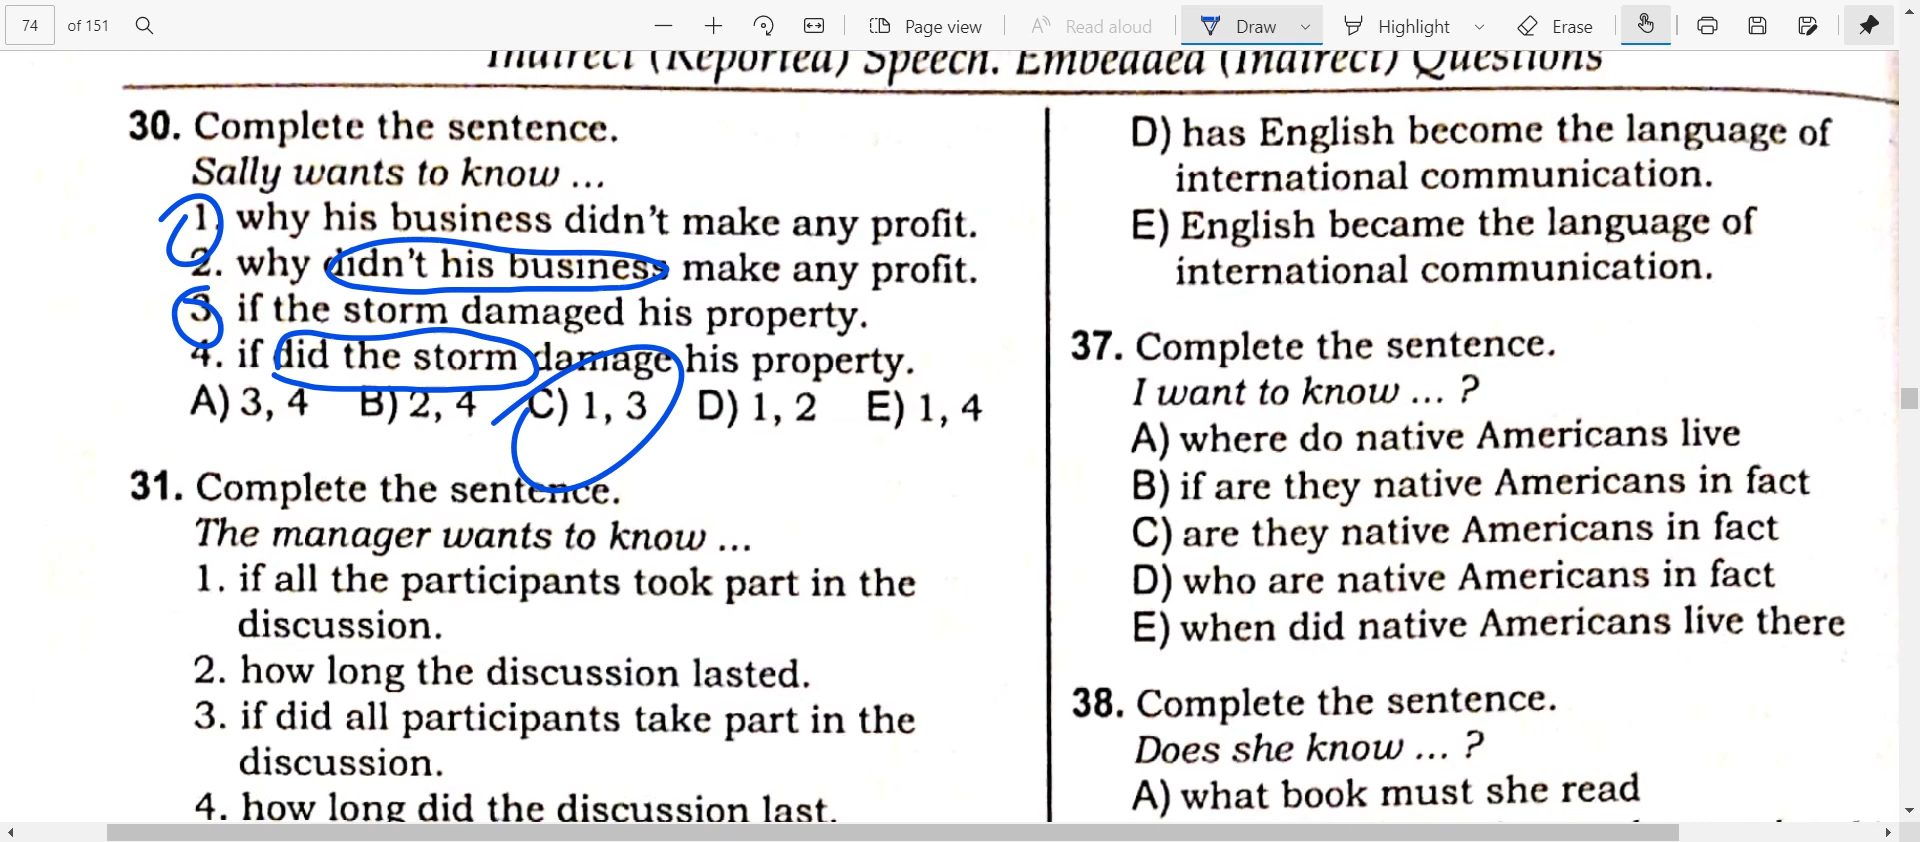 74 of 151 Page view Read aloud Draw Highlight Erase
Indirect (Reported) Speech. Embedded (Indirect) Questions
30. Complete the sentence.
Sally wants to know ...
1. why his business didn't make any profit.
2. why didn't his business make any profit.
3. if the storm damaged his property.
4. if did the storm damage his property.
A) 3, 4 B) 2, 4 C) 1, 3 D) 1, 2 E) 1, 4
31. Complete the sentence.
The manager wants to know ...
1. if all the participants took part in the
discussion.
2. how long the discussion lasted.
3. if did all participants take part in the
discussion.
4. how long did the discussion last.
D) has English become the language of
international communication.
E) English became the language of
international communication.
37. Complete the sentence.
I want to know ... ?
A) where do native Americans live
B) if are they native Americans in fact
C) are they native Americans in fact
D) who are native Americans in fact
E) when did native Americans live there
38. Complete the sentence.
Does she know ... ?
A) what book must she read